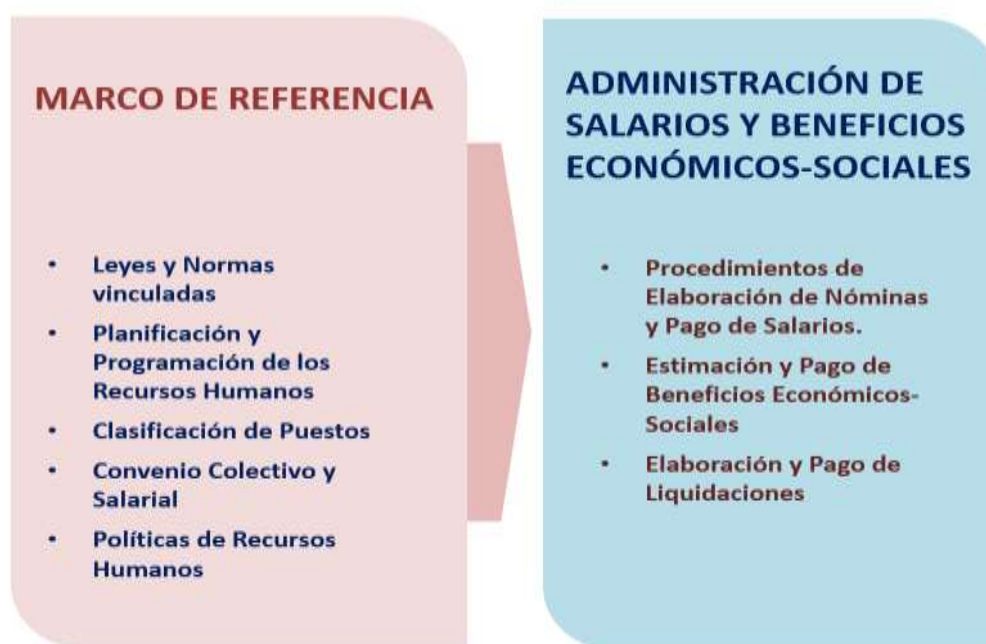 MARCO DE REFERENCIA
• Leyes y Normas
vinculadas
• Planificación y
Programación de los
Recursos Humanos
• Clasificación de Puestos
• Convenio Colectivo y
Salarial
• Políticas de Recursos
Humanos
ADMINISTRACIÓN DE
SALARIOS Y BENEFICIOS
ECONÓMICOS-SOCIALES
• Procedimientos de
Elaboración de Nóminas
y Pago de Salarios.
• Estimación y Pago de
Beneficios Económicos-
Sociales
• Elaboración y Pago de
Liquidaciones